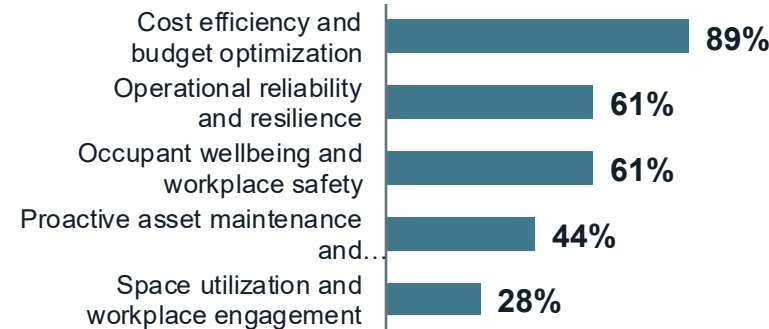 Cost efficiency and
budget optimization
89%
Operational reliability
and resilience
61%
Occupant wellbeing and
workplace safety
61%
Proactive asset maintenance
and…
44%
Space utilization and
workplace engagement
28%